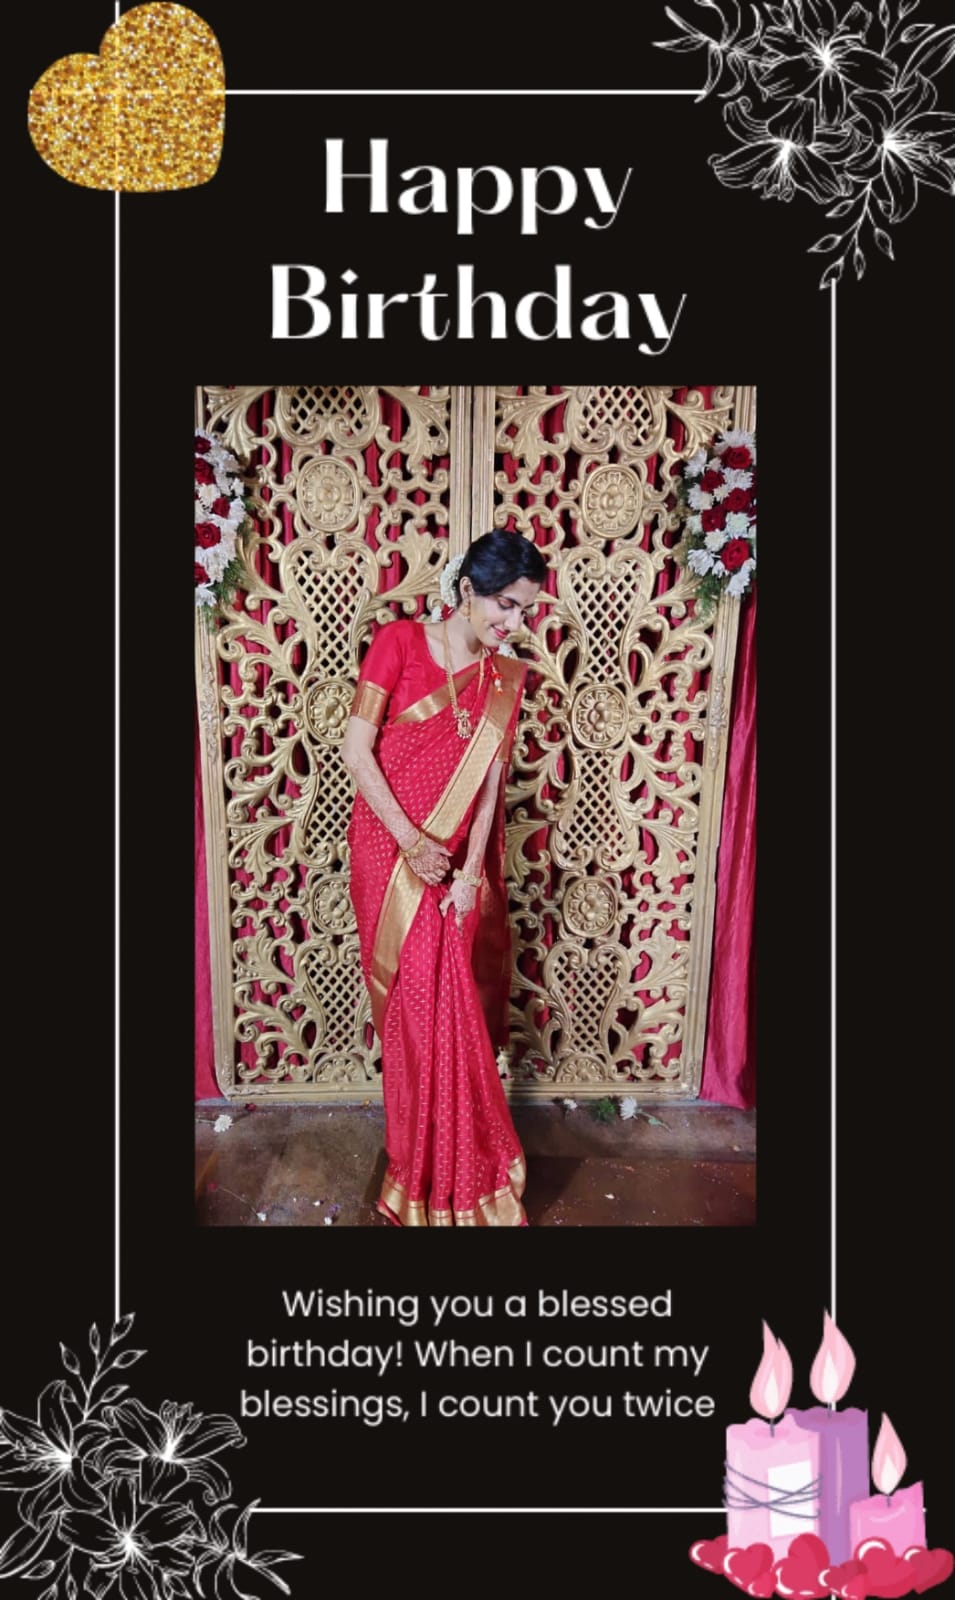 Happy
Birthday
Wishing you a blessed
birthday! When I count my
blessings, I count you twice